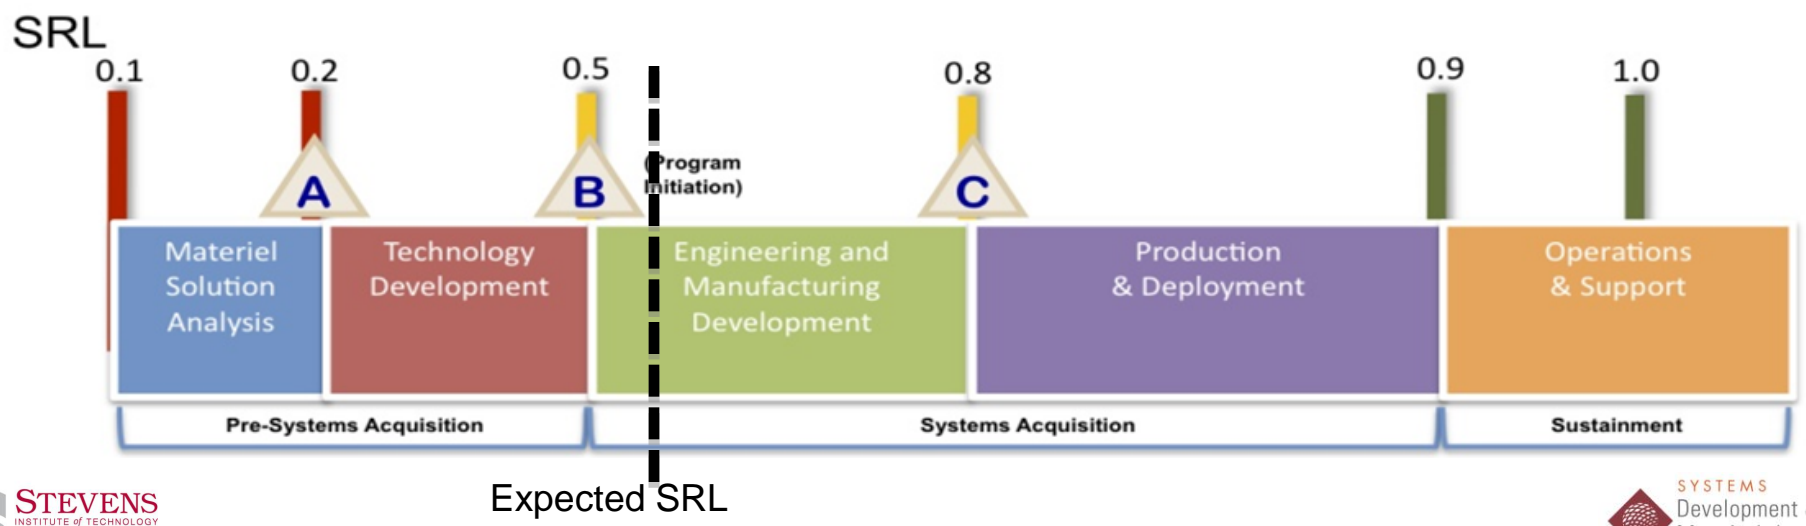 SRL
0.1
0.2
0.5
0.8
0.9
1.0
A
B
(Program
Initiation)
C
Materiel
Solution
Analysis
Technology
Development
Engineering and
Manufacturing
Development
Production
& Deployment
Operations
& Support
Pre-Systems Acquisition
Systems Acquisition
Sustainment
Expected SRL
STEVENS
INSTITUTE of TECHNOLOGY
SYSTEMS
Development